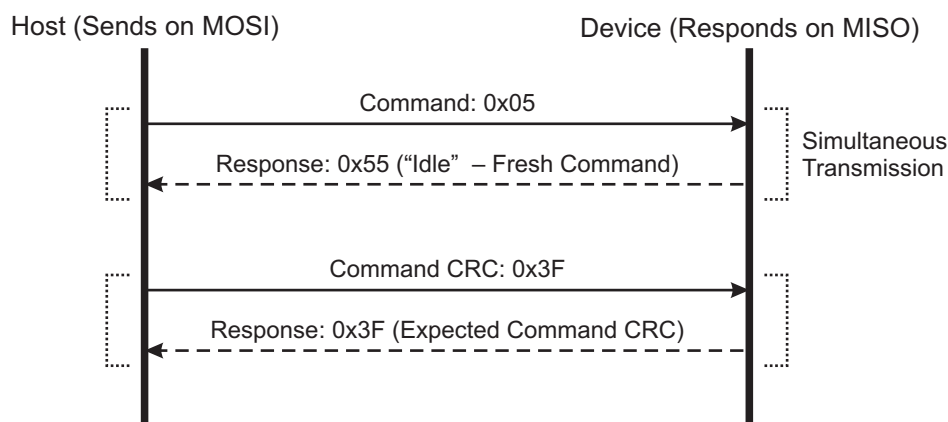 Host (Sends on MOSI)
Device (Responds on MISO)
Command: 0x05
Response: 0x55 (“Idle” – Fresh Command)
Simultaneous
Transmission
Command CRC: 0x3F
Response: 0x3F (Expected Command CRC)